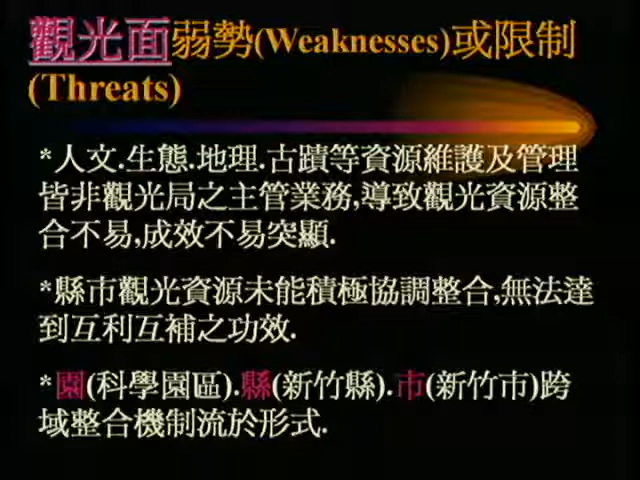 觀光面弱勢(Weaknesses)或限制
(Threats)
*人文.生態.地理.古蹟等資源維護及管理
皆非觀光局之主管業務,導致觀光資源整
合不易,成效不易突顯.
*縣市觀光資源未能積極協調整合,無法達
到互利互補之功效.
*園(科學園區).縣(新竹縣).市(新竹市)跨
域整合機制流於形式.